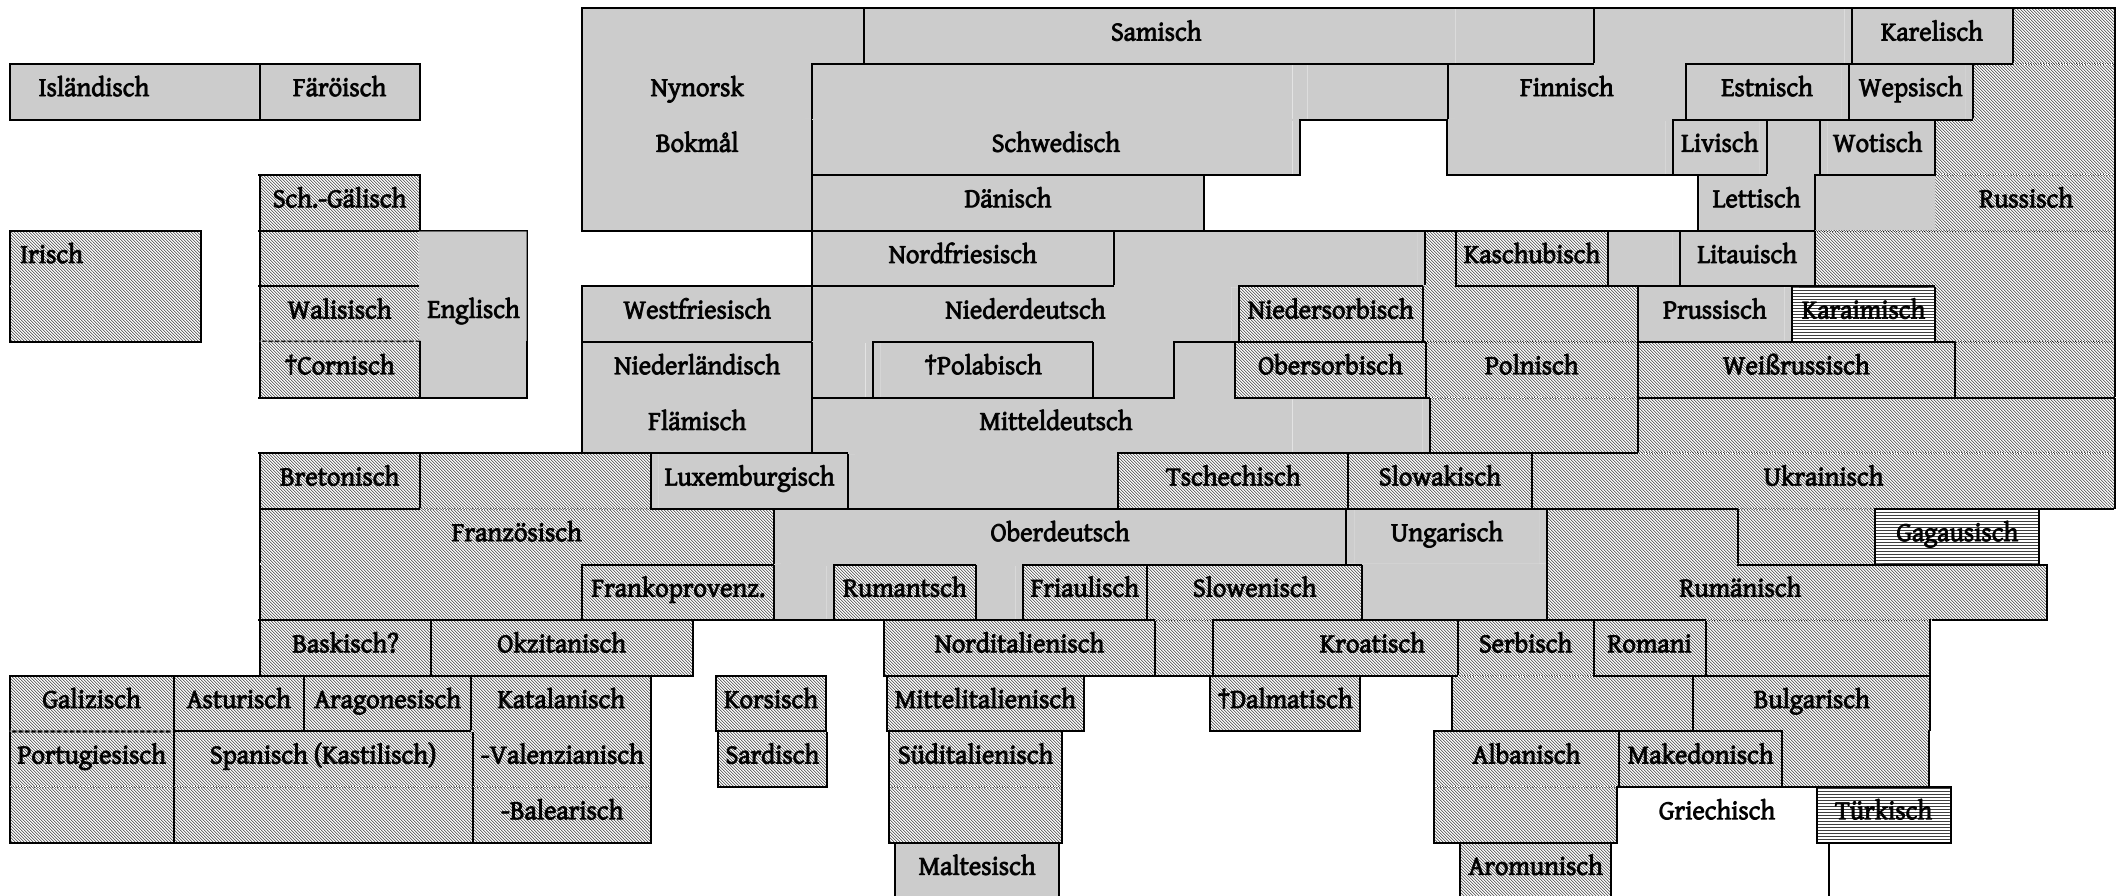 Samisch Karelisch
Isländisch Färöisch Nynorsk Finnisch Estnisch Wepsisch
Bokmål Schwedisch Livisch Wotisch
Sch.-Gälisch Dänisch Lettisch Russisch
Irisch Nordfriesisch Kaschubisch Litauisch
Walisisch Englisch Westfriesisch Niederdeutsch Niedersorbisch Prussisch Karaimisch
†Cornisch Niederländisch †Polabisch Obersorbisch Polnisch Weißrussisch
Flämisch Mitteldeutsch
Bretonisch Luxemburgisch Tschechisch Slowakisch Ukrainisch
Französisch Oberdeutsch Ungarisch Gagausisch
Frankoprovenz. Rumantsch Friaulisch Slowenisch Rumänisch
Baskisch? Okzitanisch Norditalienisch Kroatisch Serbisch Romani
Galizisch Asturisch Aragonesisch Katalanisch Korsisch Mittelitalienisch †Dalmatisch Bulgarisch
Portugiesisch Spanisch (Kastilisch) -Valenzianisch Sardisch Süditalienisch Albanisch Makedonisch
-Balearisch Griechisch Türkisch
Maltesisch Aromunisch